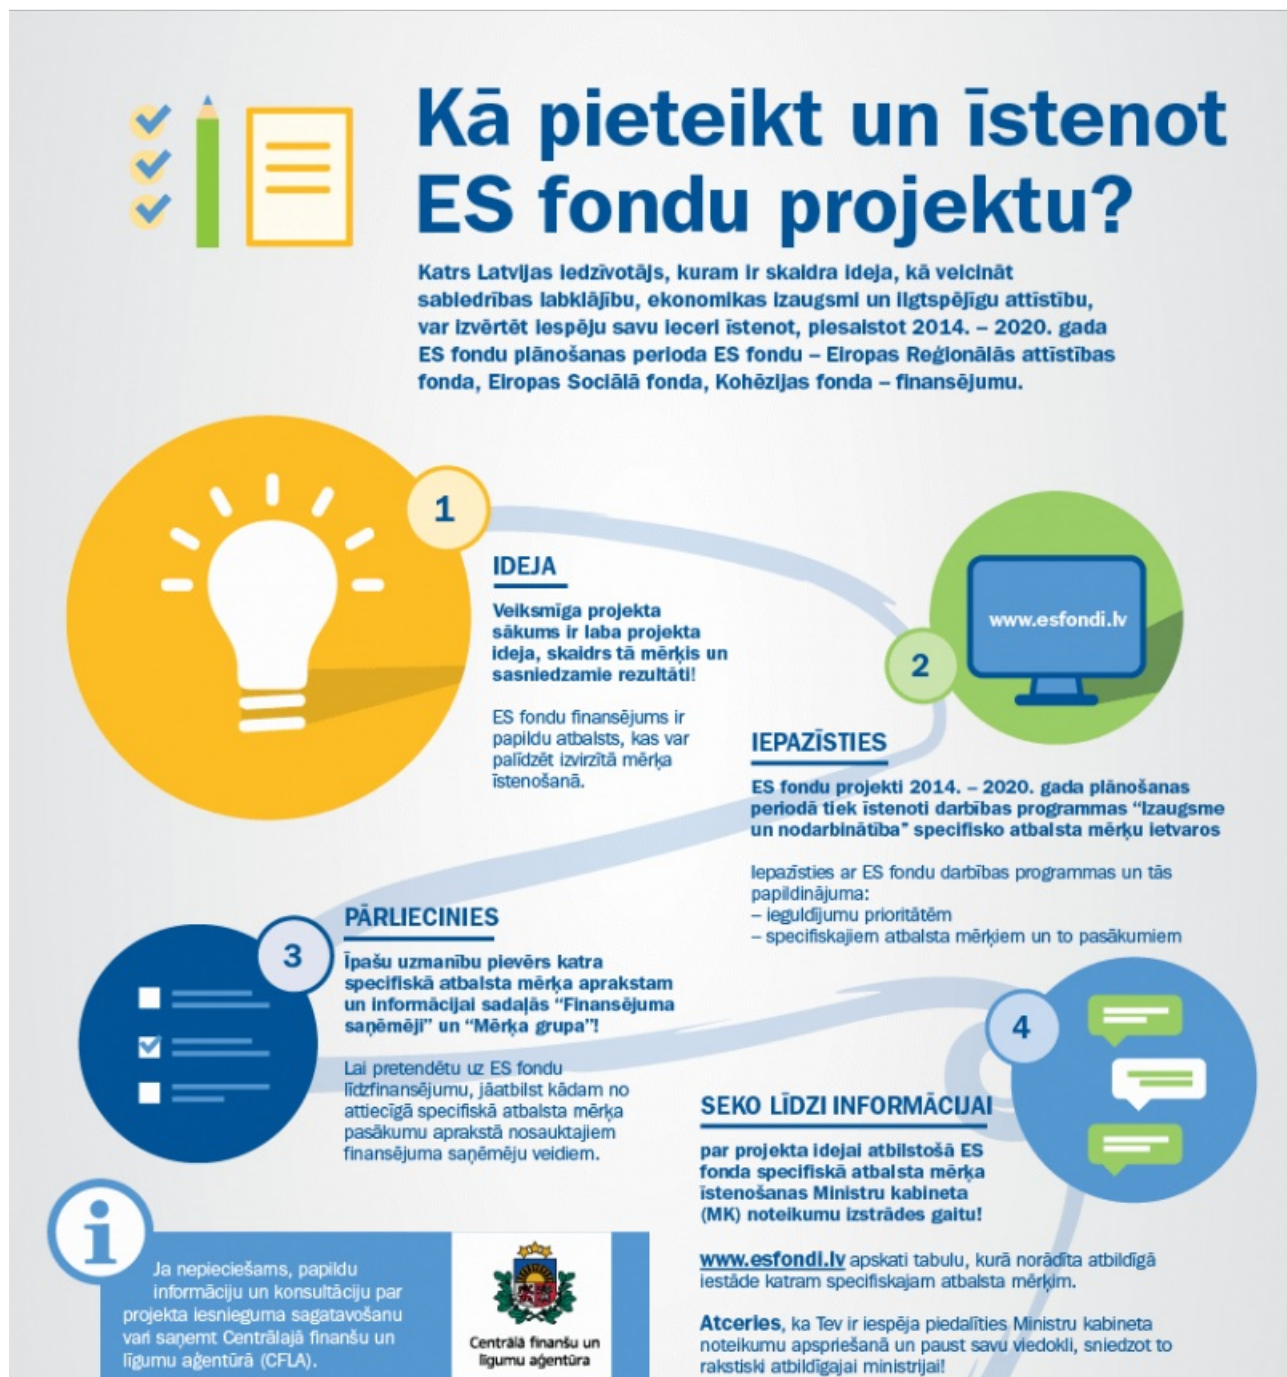 Kā pieteikt un īstenot
ES fondu projektu?
Katrs Latvijas iedzīvotājs, kuram ir skaidra ideja, kā veicināt
sabiedrības labklājību, ekonomikas izaugsmi un ilgtspējīgu attīstību,
var izvērtēt iespēju savu ieceri īstenot, piesaistot 2014. – 2020. gada
ES fondu plānošanas perioda ES fondu – Eiropas Reģionālās attīstības
fonda, Eiropas Sociālā fonda, Kohēzijas fonda – finansējumu.
1
IDEJA
Veiksmīga projekta
sākums ir laba projekta
ideja, skaidrs tā mērķis un
sasniedzamie rezultāti!
ES fondu finansējums ir
papildu atbalsts, kas var
palīdzēt izvirzītā mērķa
īstenošanā.
www.esfondi.lv
2
IEPAZĪSTIES
ES fondu projekti 2014. – 2020. gada plānošanas
periodā tiek īstenoti darbības programmas “Izaugsme
un nodarbinātība” specifisko atbalsta mērķu ietvaros
Iepazīsties ar ES fondu darbības programmas un tās
papildinājuma:
– ieguldījumu prioritātēm
– specifiskajiem atbalsta mērķiem un to pasākumiem
3
PĀRLIECINIES
Īpašu uzmanību pievērs katra
specifiskā atbalsta mērķa aprakstam
un informācijai sadaļās “Finansējuma
saņēmēji” un “Mērķa grupa”!
Lai pretendētu uz ES fondu
līdzfinansējumu, jāatbilst kādam no
attiecīgā specifiskā atbalsta mērķa
pasākumu aprakstā nosauktajiem
finansējuma saņēmēju veidiem.
4
SEKO LĪDZI INFORMĀCIJAI
par projekta idejai atbilstošā ES
fonda specifiskā atbalsta mērķa
īstenošanas Ministru kabineta
(MK) noteikumu izstrādes gaitu!
www.esfondi.lv apskati tabulu, kurā norādīta atbildīgā
iestāde katram specifiskajam atbalsta mērķim.
Atceries, ka Tev ir iespēja piedalīties Ministru kabineta
noteikumu apspriešanā un paust savu viedokli, sniedzot to
rakstiski atbildīgajai ministrijai!
i
Ja nepieciešams, papildu
informāciju un konsultāciju par
projekta iesnieguma sagatavošanu
vari saņemt Centrālajā finanšu un
līgumu aģentūrā (CFLA).
Centrālā finanšu un
līgumu aģentūra